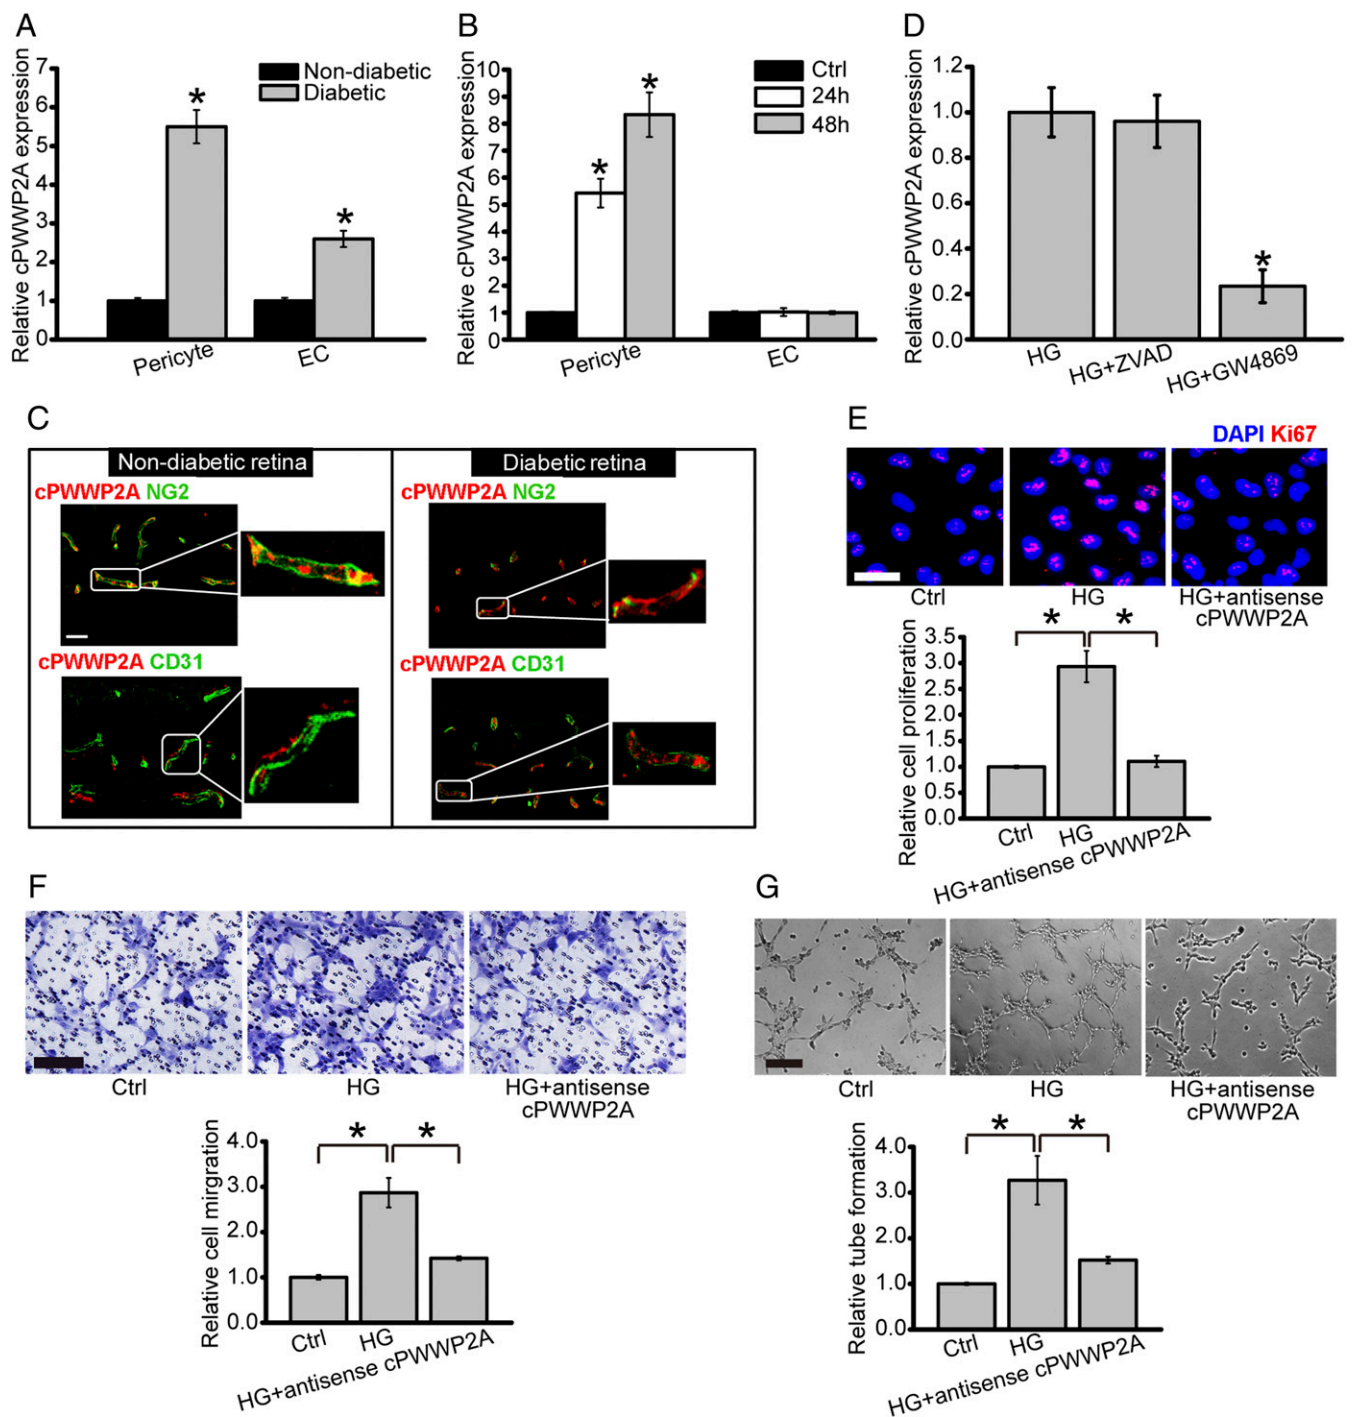 A
Relative cPWWP2A expression
7
6
5
4
3
2
1
0
Non-diabetic
Diabetic
*
*
Pericyte
EC
B
Relative cPWWP2A expression
10
9
8
7
6
5
4
3
2
1
0
Ctrl
24h
48h
*
*
Pericyte
EC
D
Relative cPWWP2A expression
1.2
1.0
0.8
0.6
0.4
0.2
0.0
*
HG
HG+ZVAD
HG+GW4869
C
Non-diabetic retina
Diabetic retina
cPWWP2A NG2
cPWWP2A NG2
cPWWP2A CD31
cPWWP2A CD31
E
DAPI Ki67
Ctrl
HG
HG+antisense
cPWWP2A
Relative cell proliferation
3.5
3.0
2.5
2.0
1.5
1.0
0.5
0.0
*
*
Ctrl
HG
HG+antisense cPWWP2A
F
Ctrl
HG
HG+antisense
cPWWP2A
Relative cell mirgration
4.0
3.0
2.0
1.0
0.0
*
*
Ctrl
HG
HG+antisense cPWWP2A
G
Ctrl
HG
HG+antisense
cPWWP2A
Relative tube formation
4.0
3.0
2.0
1.0
0.0
*
*
Ctrl
HG
HG+antisense cPWWP2A